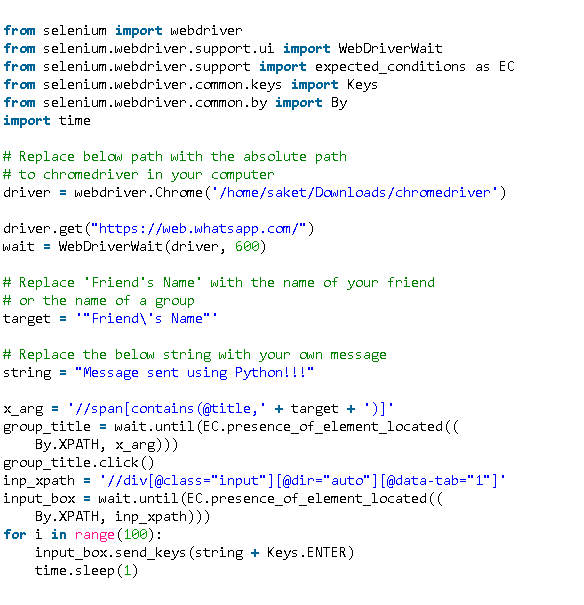 from selenium import webdriver
from selenium.webdriver.support.ui import WebDriverWait
from selenium.webdriver.support import expected_conditions as EC
from selenium.webdriver.common.keys import Keys
from selenium.webdriver.common.by import By
import time

# Replace below path with the absolute path
# to chromedriver in your computer
driver = webdriver.Chrome('/home/saket/Downloads/chromedriver')

driver.get("https://web.whatsapp.com/")
wait = WebDriverWait(driver, 600)

# Replace 'Friend's Name' with the name of your friend
# or the name of a group
target = '"Friend\'s Name"'

# Replace the below string with your own message
string = "Message sent using Python!!!"

x_arg = '//span[contains(@title,' + target + ')]'
group_title = wait.until(EC.presence_of_element_located((
    By.XPATH, x_arg)))
group_title.click()
inp_xpath = '//div[@class="input"][@dir="auto"][@data-tab="1"]'
input_box = wait.until(EC.presence_of_element_located((
    By.XPATH, inp_xpath)))
for i in range(100):
    input_box.send_keys(string + Keys.ENTER)
    time.sleep(1)